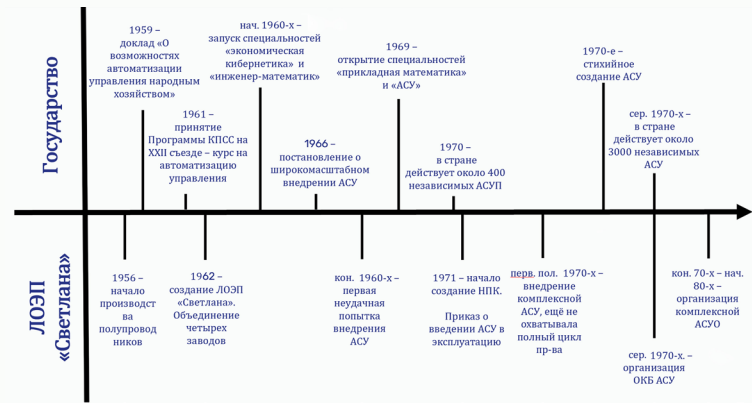 Государство
1959 –
доклад «О
возможностях
автоматизации
управления народным
хозяйством»
1961 –
принятие
Программы КПСС на
XXII съезде – курс на
автоматизацию
управления
нач. 1960-х –
запуск специальностей
«экономическая
кибернетика» и
«инженер-математик»
1966 –
постановление о
широкомасштабном
внедрении АСУ
1969 –
открытие специальностей
«прикладная математика»
и «АСУ»
1970 –
в стране
действует около 400
независимых АСУП
1970-е –
стихийное
создание АСУ
сер. 1970-х –
в стране
действует около
3000 независимых
АСУ
ЛОЭП
«Светлана»
1956 –
начало
производст
ва
полупровод
ников
1962 –
создание ЛОЭП
«Светлана».
Объединение
четырех
заводов
кон. 1960-х –
первая
неудачная
попытка
внедрения
АСУ
1971 – начало
создание НПК.
Приказ о
введении АСУ в
эксплуатацию
перв. пол. 1970-х –
внедрение
комплексной
АСУ, ещё не
охватывала
полный цикл
пр-ва
сер. 1970-х. –
организация
ОКБ АСУ
кон. 70-х – нач.
80-х –
организация
комплексной
АСУО